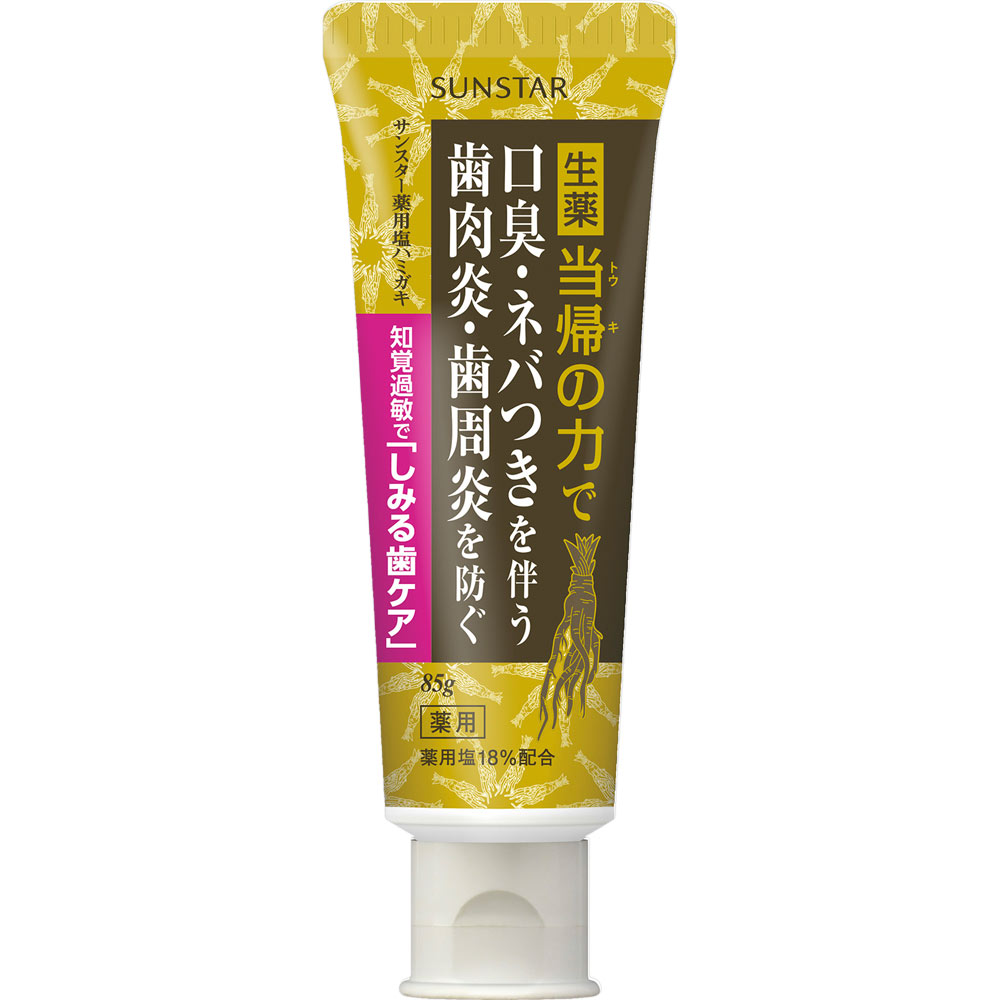 SUNSTAR
生薬
当帰の力で
トウキ
口臭・ネバつきを伴う
歯肉炎・歯周炎を防ぐ
サンスター薬用塩ハミガキ
知覚過敏で「しみる歯ケア」
85g
薬用
薬用塩18%配合